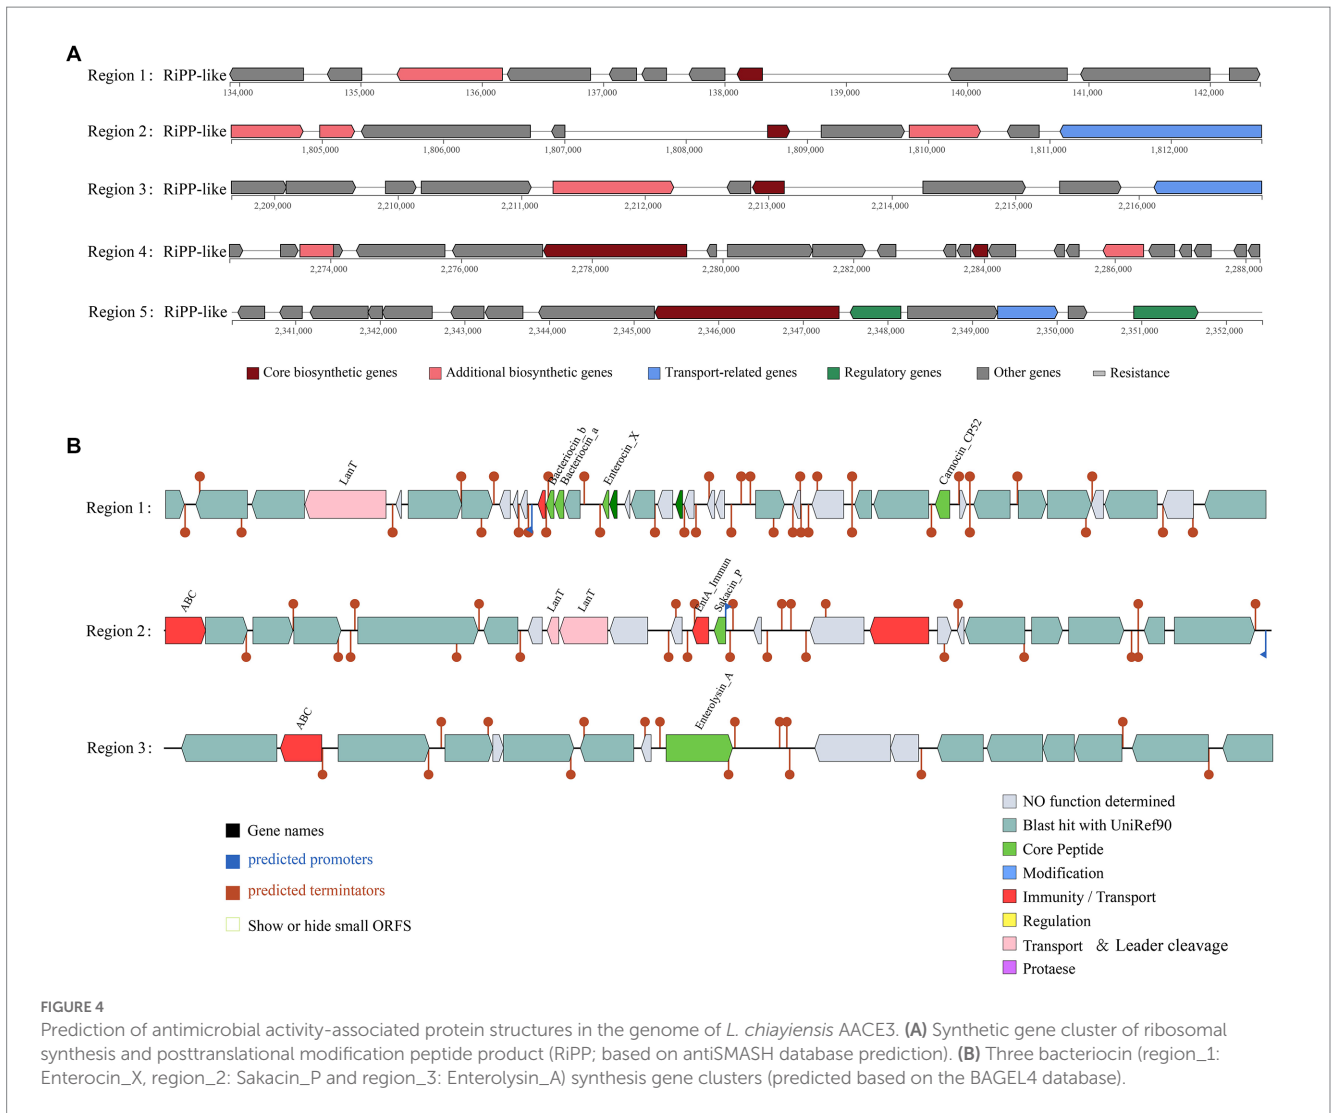 A
Region 1: RiPP-like
134,000 135,000 136,000 137,000 138,000 139,000 140,000 141,000 142,000
Region 2: RiPP-like
1,805,000 1,806,000 1,807,000 1,808,000 1,809,000 1,810,000 1,811,000 1,812,000
Region 3: RiPP-like
2,209,000 2,210,000 2,211,000 2,212,000 2,213,000 2,214,000 2,215,000 2,216,000
Region 4: RiPP-like
2,274,000 2,276,000 2,278,000 2,280,000 2,282,000 2,284,000 2,286,000 2,288,000
Region 5: RiPP-like
2,341,000 2,342,000 2,343,000 2,344,000 2,345,000 2,346,000 2,347,000 2,348,000 2,349,000 2,350,000 2,351,000 2,352,000
Core biosynthetic genes Additional biosynthetic genes Transport-related genes Regulatory genes Other genes Resistance
B
LanT Bacteriocin_b Bacteriocin_a Enterocin_X Carnocin_CP52
Region 1:
ABC LanT LanT EntA_Immun Sakacin_P
Region 2:
ABC Enterolysin_A
Region 3:
Gene names
predicted promoters
predicted termintators
Show or hide small ORFS
NO function determined
Blast hit with UniRef90
Core Peptide
Modification
Immunity / Transport
Regulation
Transport & Leader cleavage
Protaese
FIGURE 4
Prediction of antimicrobial activity-associated protein structures in the genome of L. chiayiensis AACE3. (A) Synthetic gene cluster of ribosomal
synthesis and posttranslational modification peptide product (RiPP; based on antiSMASH database prediction). (B) Three bacteriocin (region_1:
Enterocin_X, region_2: Sakacin_P and region_3: Enterolysin_A) synthesis gene clusters (predicted based on the BAGEL4 database).